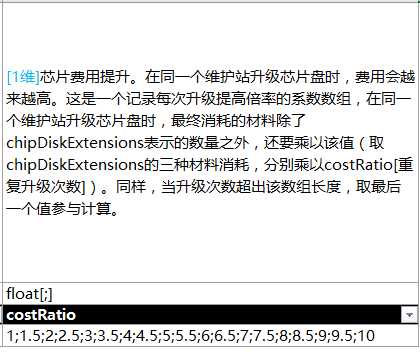 [1维]芯片费用提升。在同一个维护站升级芯片盘时，费用会越
来越高。这是一个记录每次升级提高倍率的系数数组，在同一
个维护站升级芯片盘时，最终消耗的材料除了
chipDiskExtensions表示的数量之外，还要乘以该值（取
chipDiskExtensions的三种材料消耗，分别乘以costRatio[重
复升级次数]）。同样，当升级次数超出该数组长度，取最后
一个值参与计算。
float[;]
costRatio
1;1.5;2;2.5;3;3.5;4;4.5;5;5.5;6;6.5;7;7.5;8;8.5;9;9.5;10